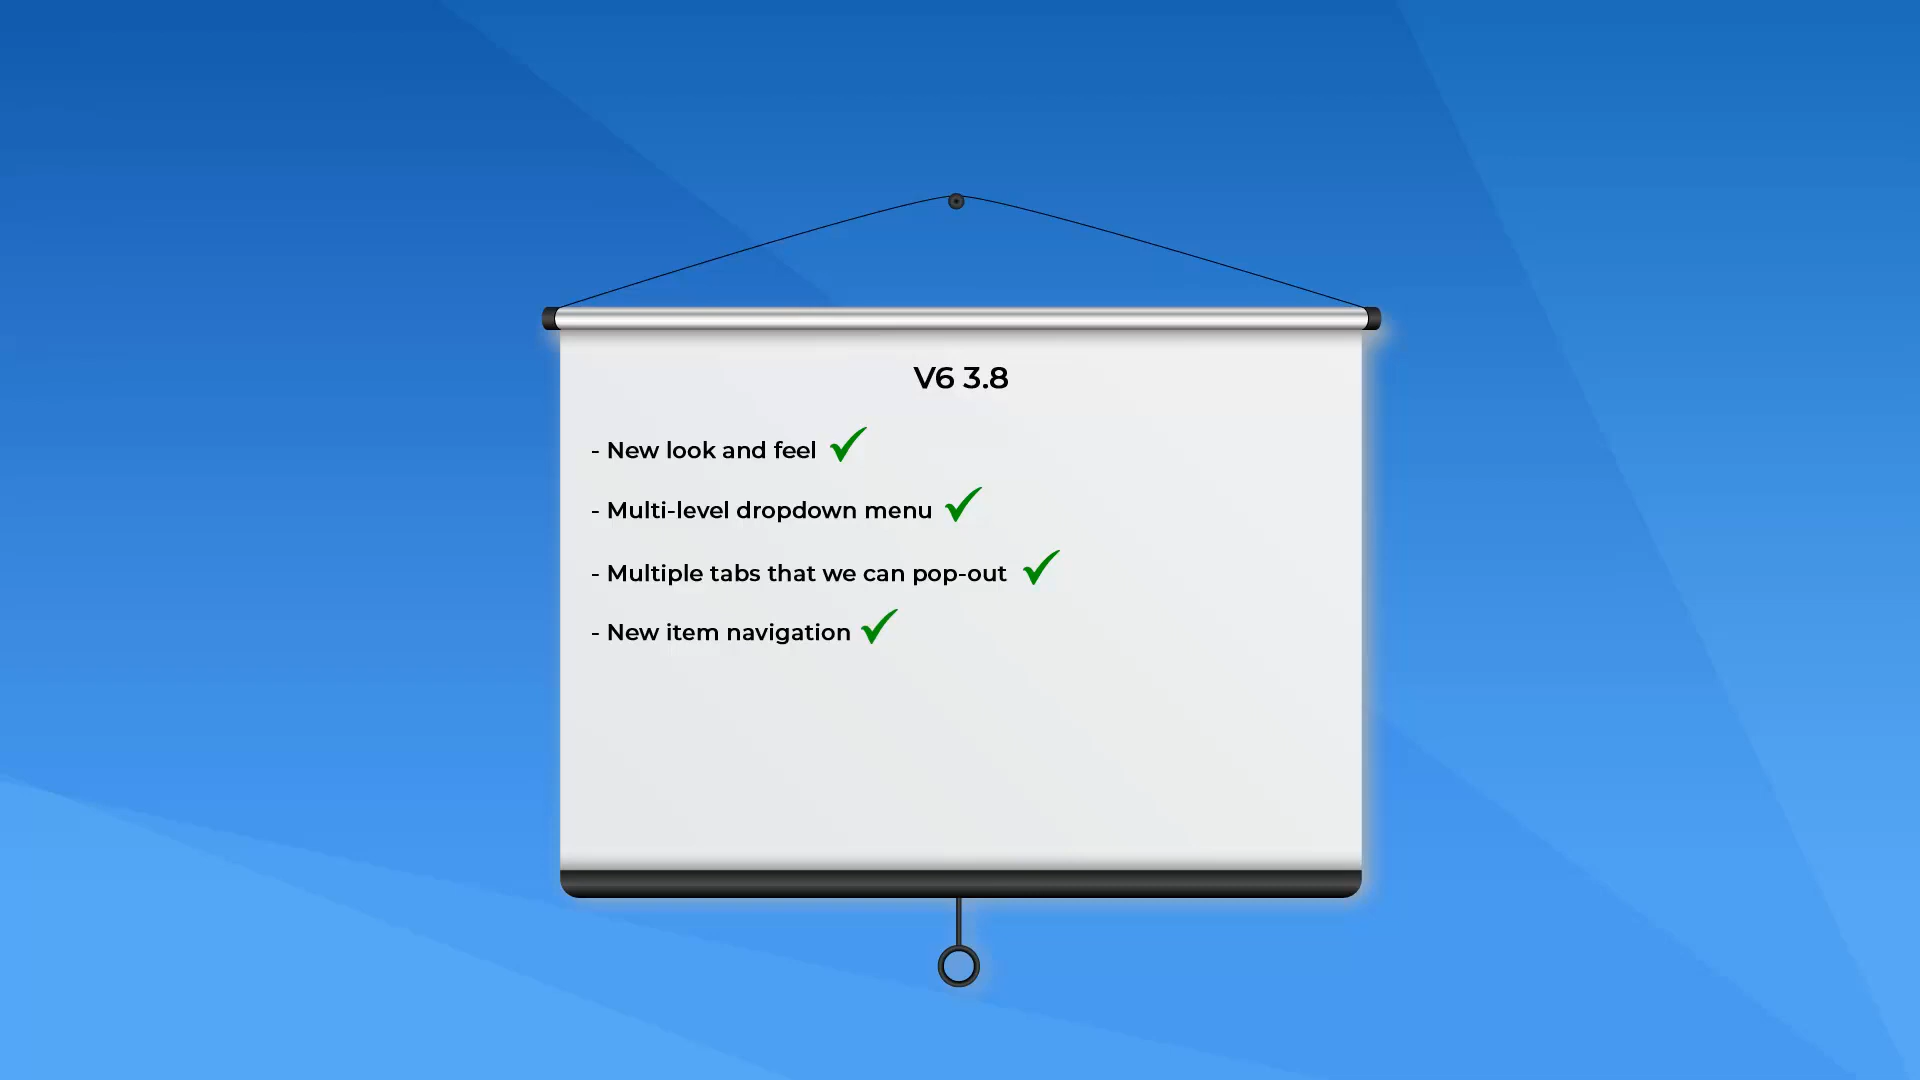 V6 3.8
- New look and feel
- Multi-level dropdown menu
- Multiple tabs that we can pop-out
- New item navigation